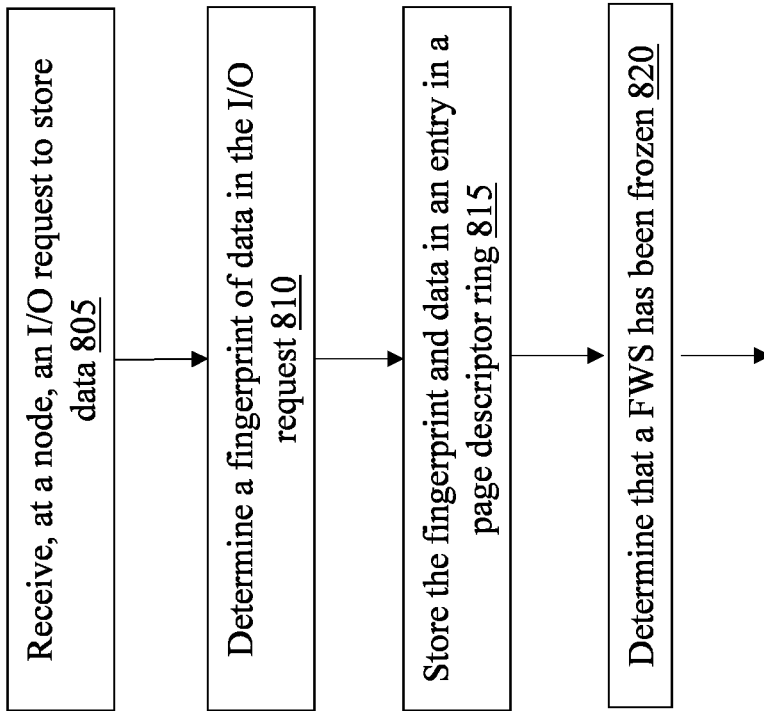 Receive, at a node, an I/O request to store
data 805
Determine a fingerprint of data in the I/O
request 810
Store the fingerprint and data in an entry in a
page descriptor ring 815
Determine that a FWS has been frozen 820